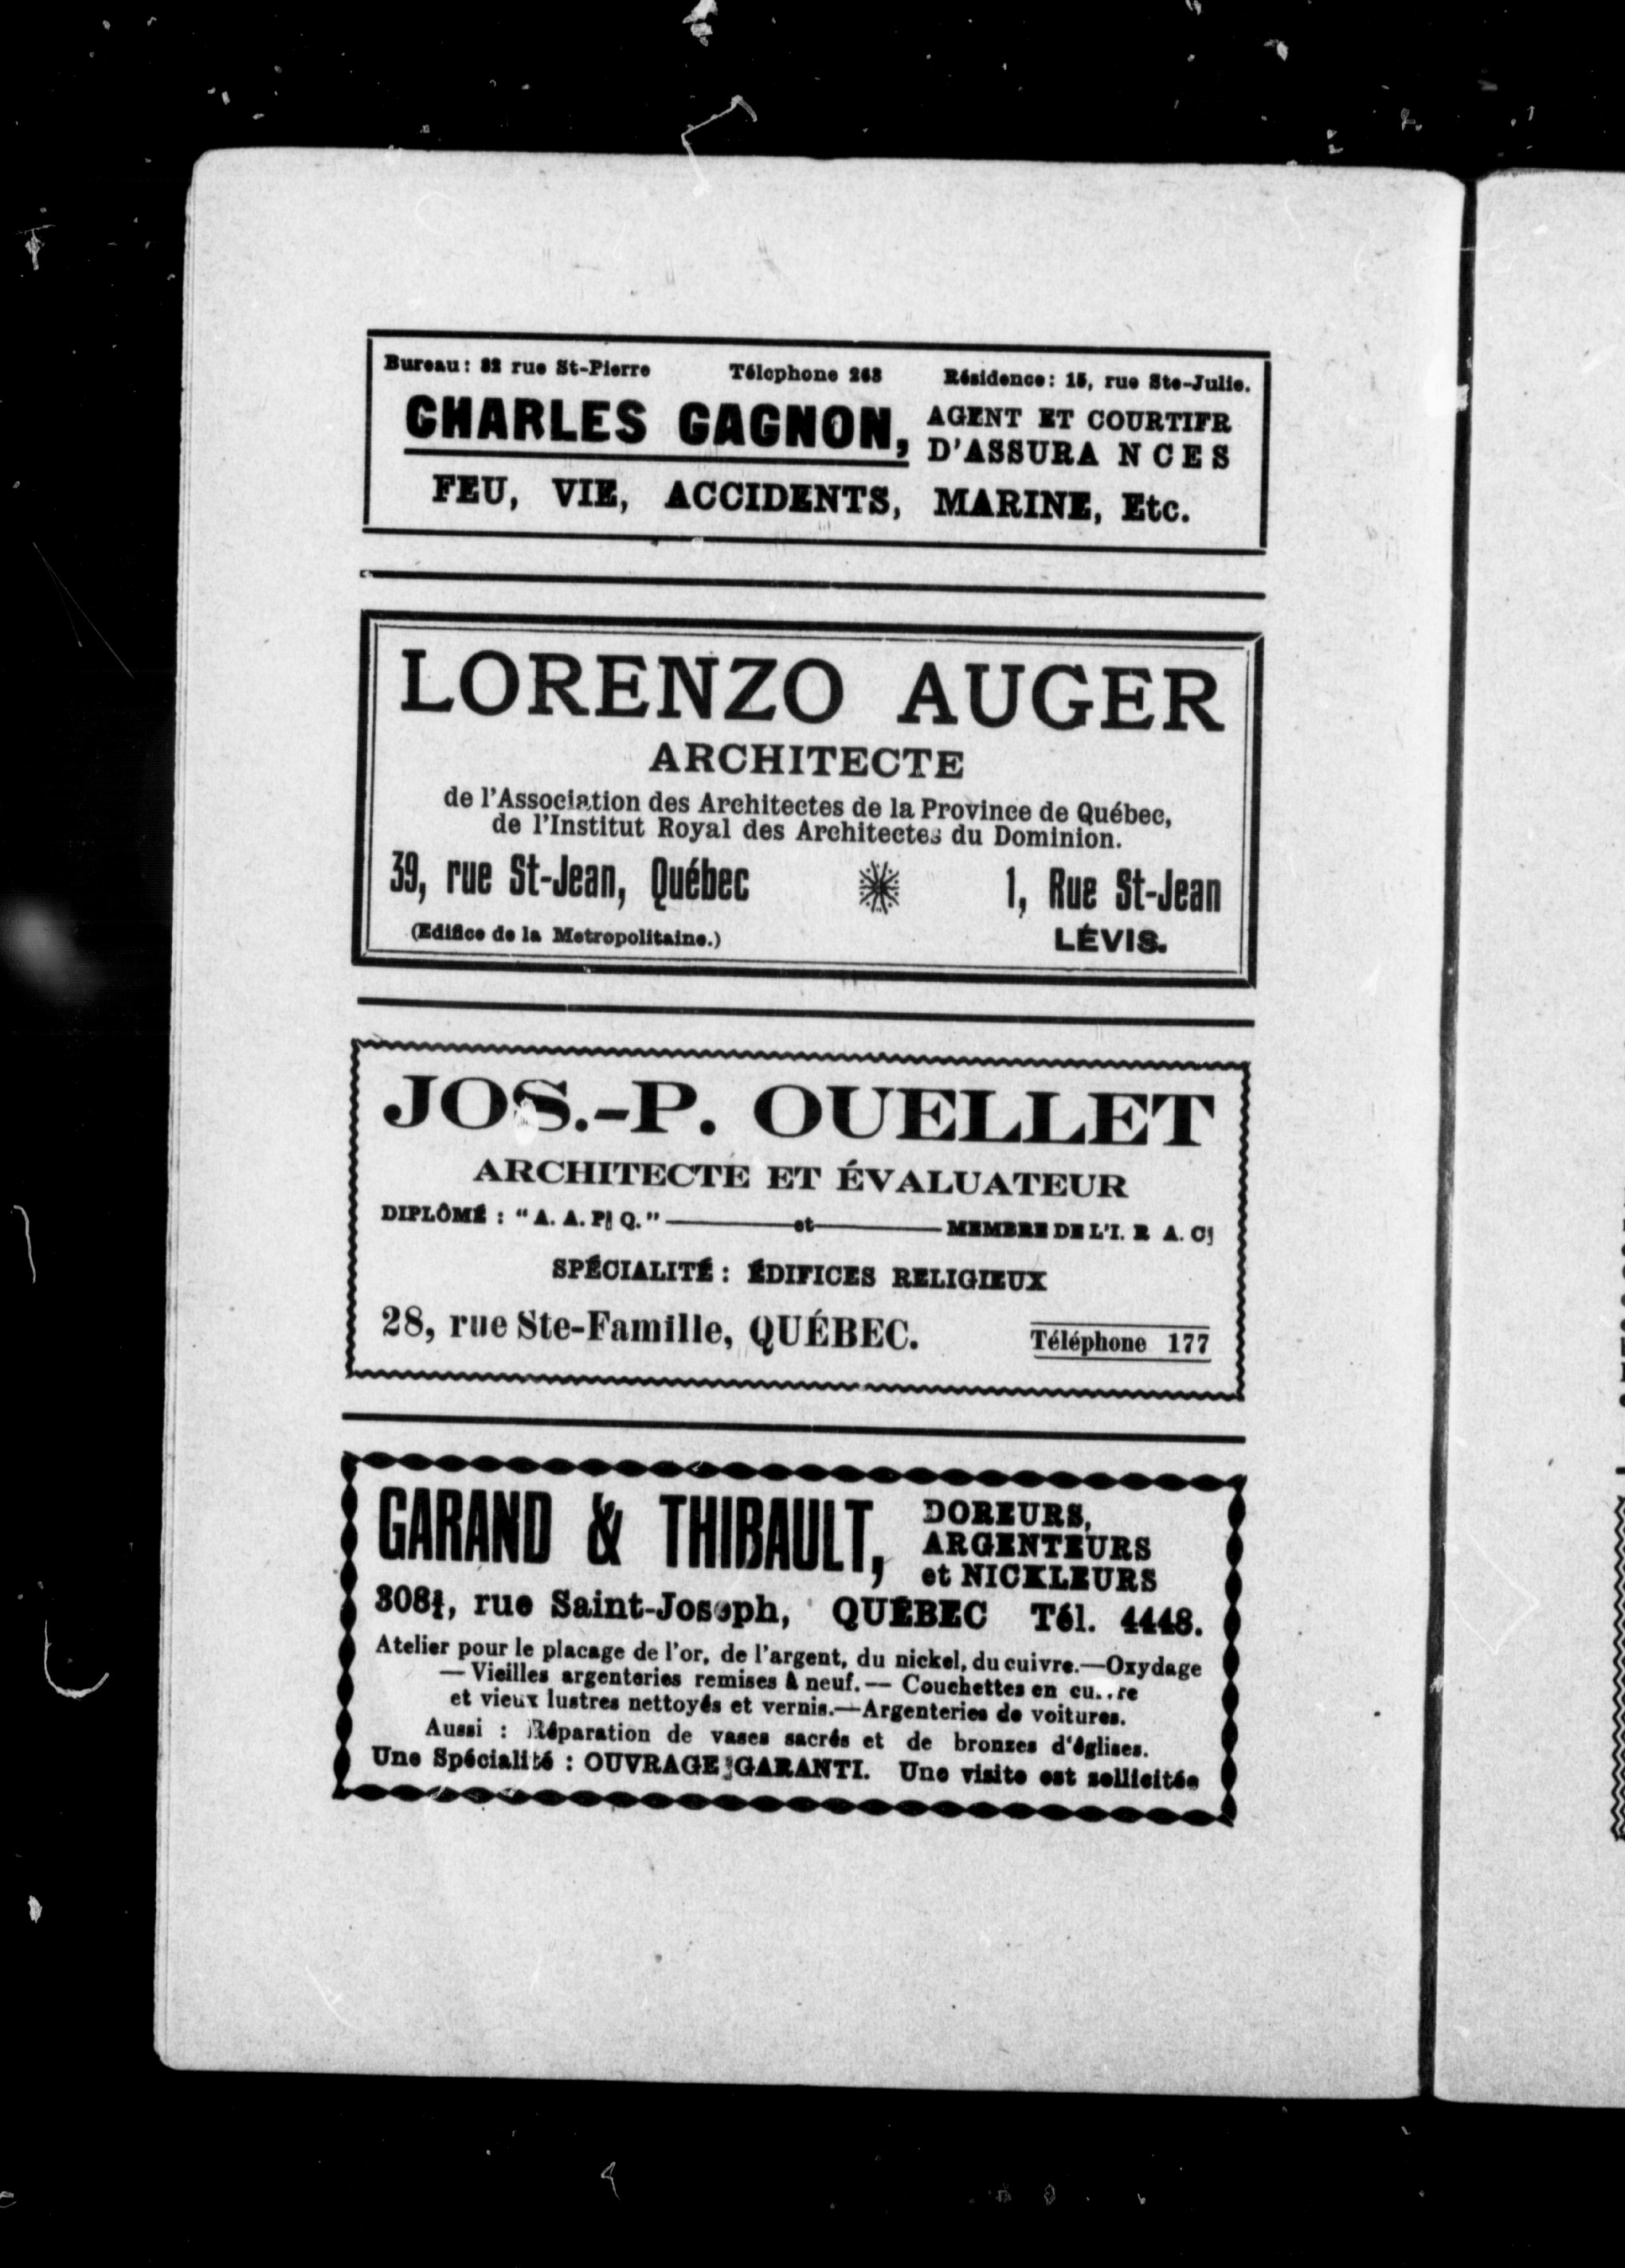 Bureau: 82 rue St-Pierre Télephone 268 Résidence: 15, rue Ste-Julie.
CHARLES GAGNON, AGENT ET COURTIER
D'ASSURANCES
FEU, VIE, ACCIDENTS, MARINE, Etc.
LORENZO AUGER
ARCHITECTE
de l'Association des Architectes de la Province de Québec,
de l'Institut Royal des Architectes du Dominion.
39, rue St-Jean, Québec 1, Rue St-Jean
(Edifice de la Metropolitaine.) LÉVIS.
JOS.-P. OUELLET
ARCHITECTE ET ÉVALUATEUR
DIPLÔMÉ : "A. A. P. Q."——et——MEMBRE DE L'I. R A. C.
SPÉCIALITÉ : ÉDIFICES RELIGIEUX
28, rue Ste-Famille, QUÉBEC. Téléphone 177
GARAND & THIBAULT, DOREURS,
ARGENTEURS
et NICKLEURS
308½, rue Saint-Joseph, QUÉBEC Tél. 4448.
Atelier pour le placage de l'or, de l'argent, du nickel, du cuivre.—Oxydage
— Vieilles argenteries remises à neuf. — Couchettes en cuivre
et vieux lustres nettoyés et vernis.—Argenteries de voitures.
Aussi : Réparation de vases sacrés et de bronzes d'églises.
Une Spécialité : OUVRAGE GARANTI. Une visite est sollicitée